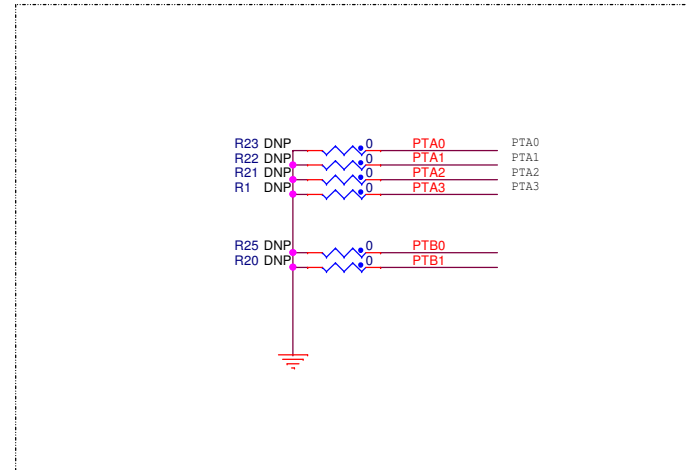 R23 DNP 0 PTA0 PTA0
R22 DNP 0 PTA1 PTA1
R21 DNP 0 PTA2 PTA2
R1 DNP 0 PTA3 PTA3
R25 DNP 0 PTB0
R20 DNP 0 PTB1